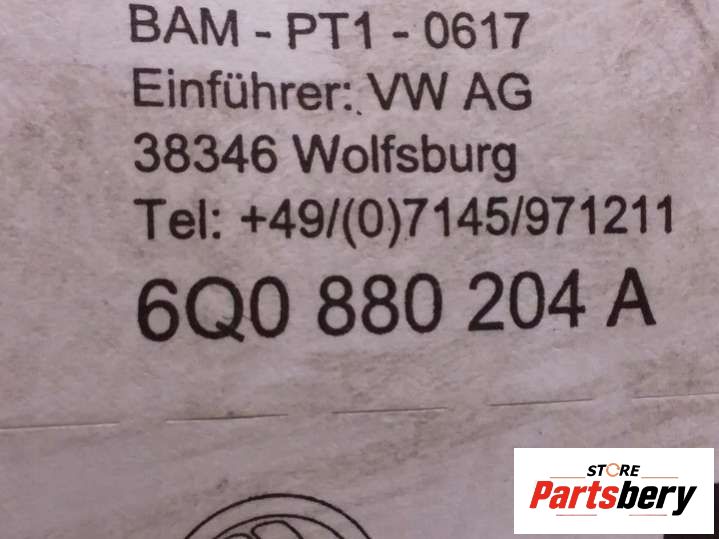 BAM - PT1 - 0617
Einführer: VW AG
38346 Wolfsburg
Tel: +49/(0)7145/971211
6Q0 880 204 A
STORE
Partsbery